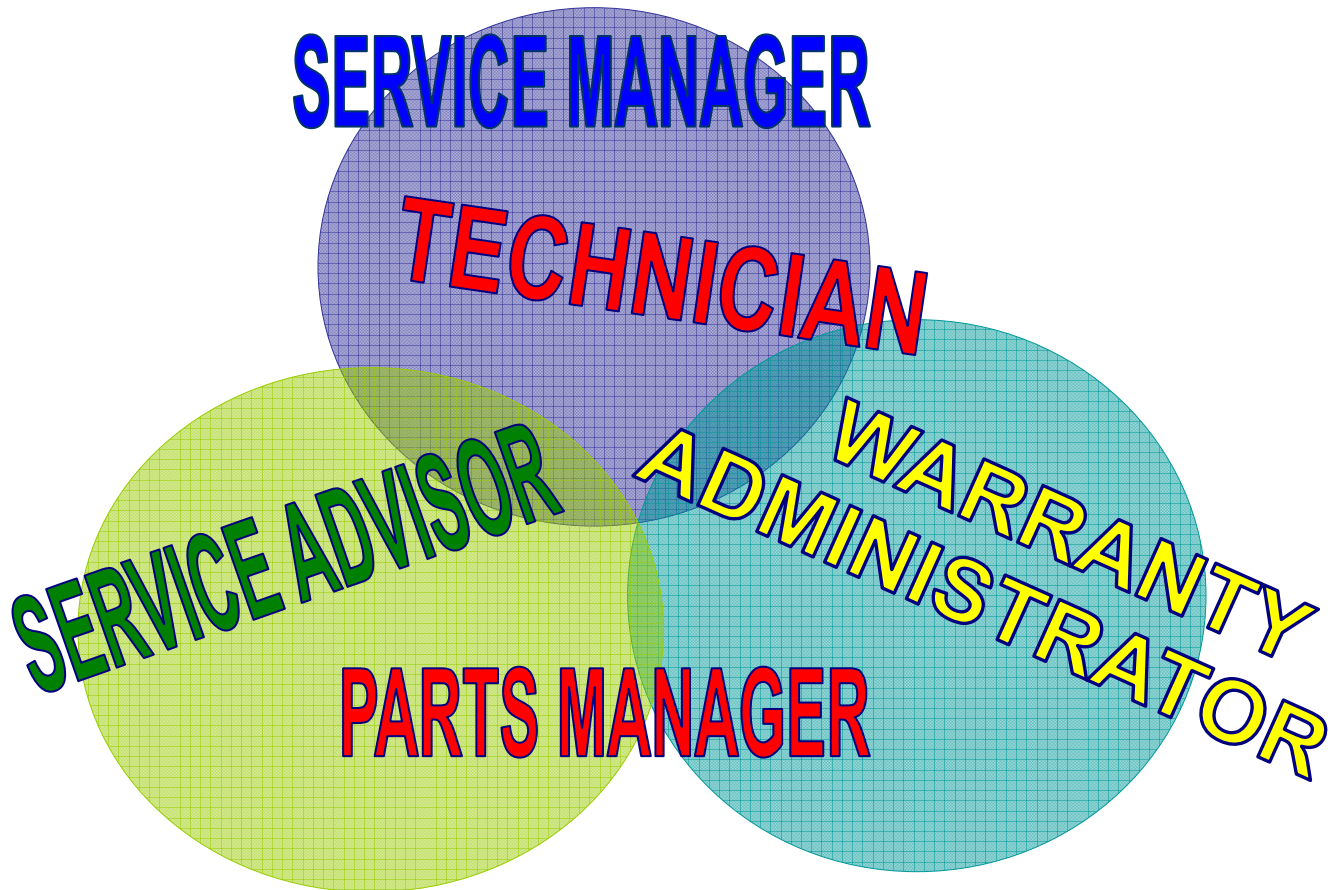 SERVICE MANAGER
TECHNICIAN
WARRANTY
ADMINISTRATOR
SERVICE ADVISOR
PARTS MANAGER